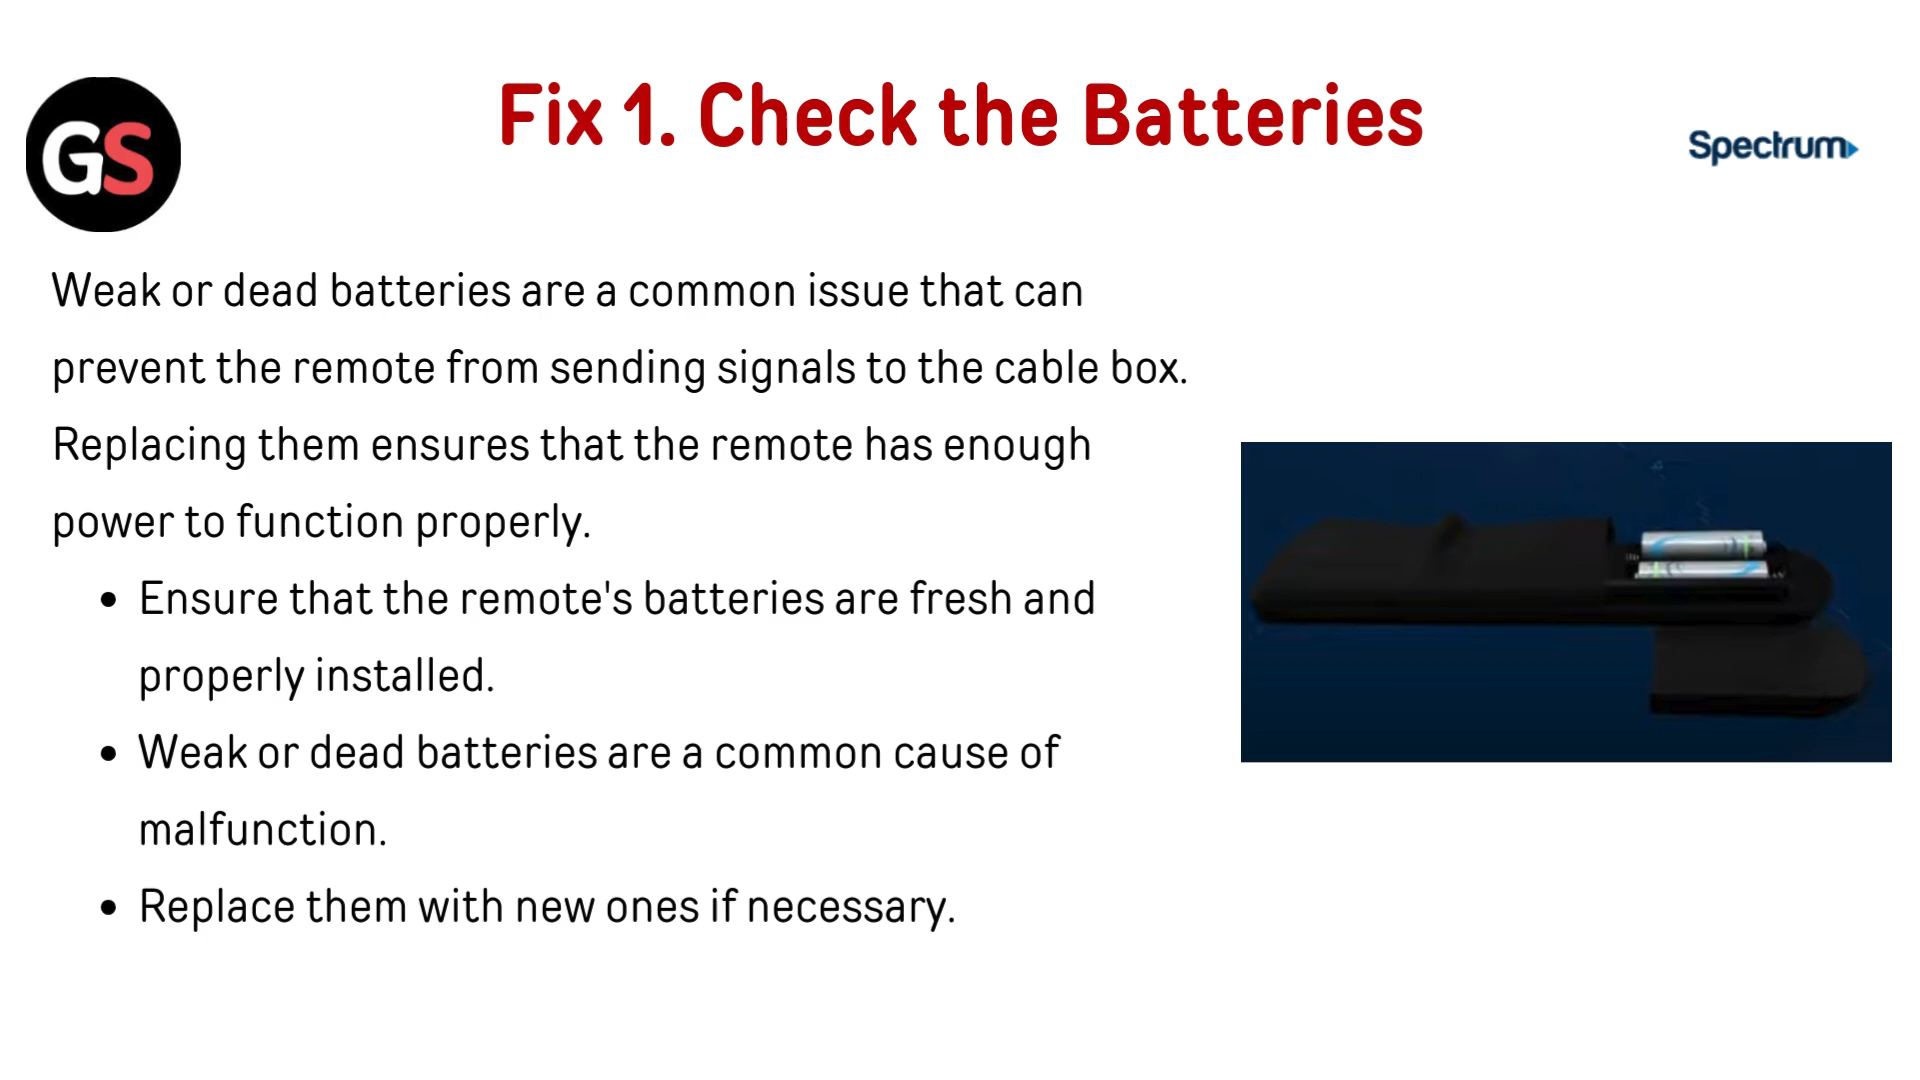 GS
Fix 1. Check the Batteries
Spectrum
Weak or dead batteries are a common issue that can
prevent the remote from sending signals to the cable box.
Replacing them ensures that the remote has enough
power to function properly.
• Ensure that the remote's batteries are fresh and
properly installed.
• Weak or dead batteries are a common cause of
malfunction.
• Replace them with new ones if necessary.